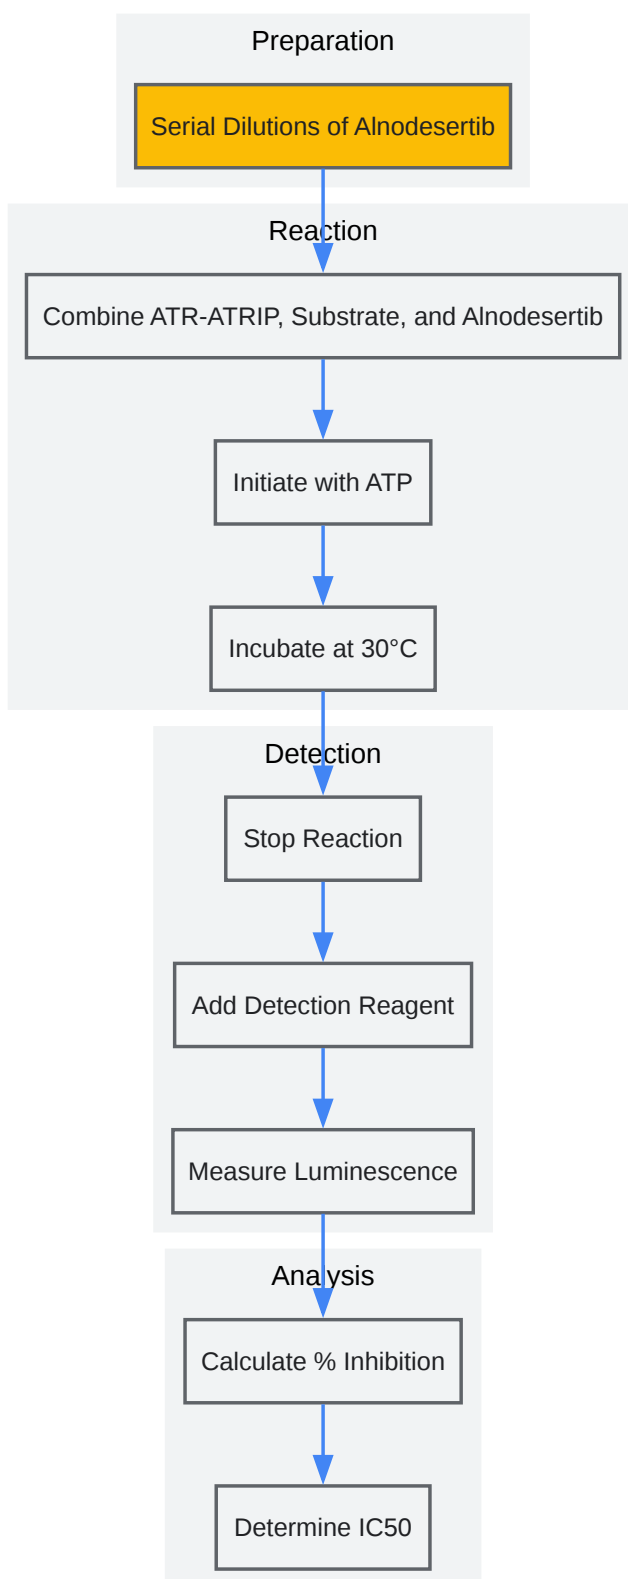 Preparation
Serial Dilutions of Alnodesertib
Reaction
Combine ATR-ATRIP, Substrate, and Alnodesertib
Initiate with ATP
Incubate at 30°C
Detection
Stop Reaction
Add Detection Reagent
Measure Luminescence
Analysis
Calculate % Inhibition
Determine IC50